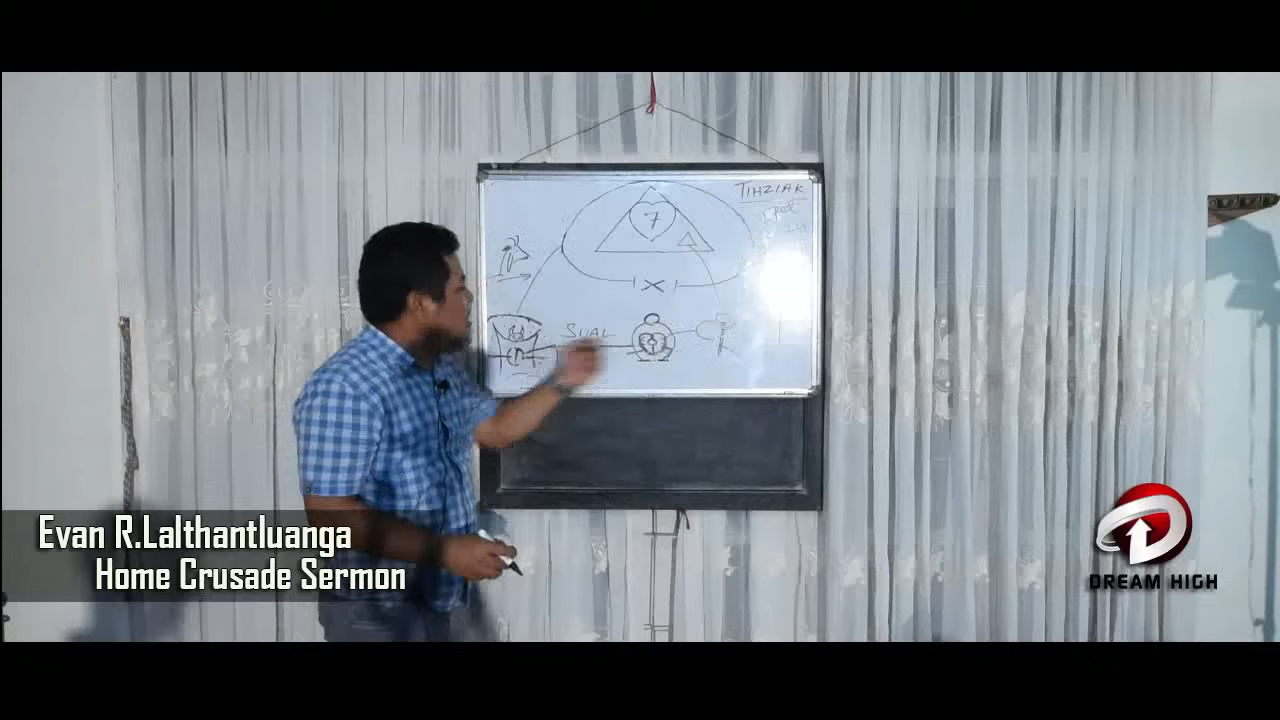 TIHZIAK
7
X
SUAL
Evan R.Lalthantluanga
Home Crusade Sermon
DREAM HIGH